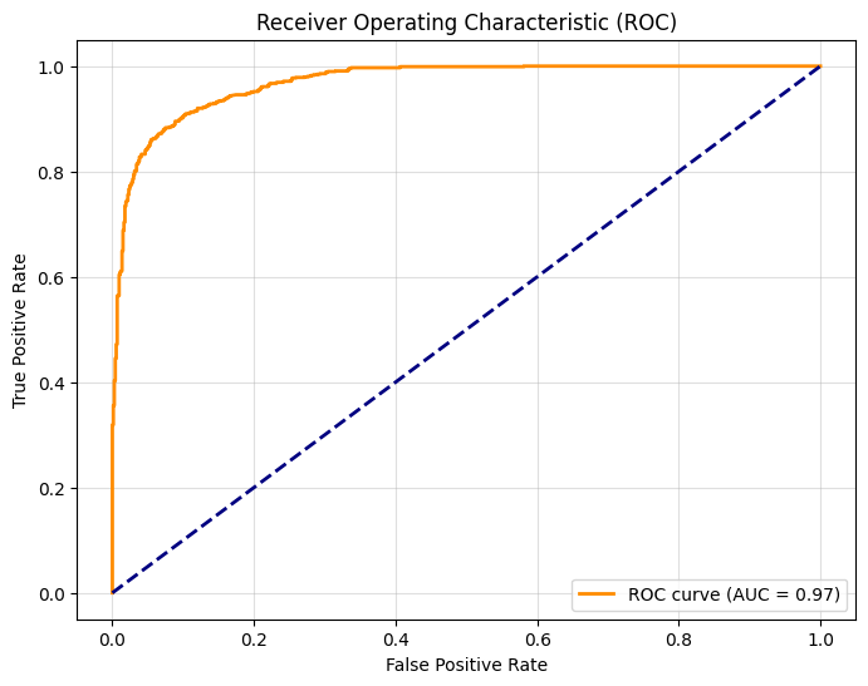 Receiver Operating Characteristic (ROC)
1.0
0.8
0.6
0.4
0.2
0.0
True Positive Rate
ROC curve (AUC = 0.97)
0.0 0.2 0.4 0.6 0.8 1.0
False Positive Rate